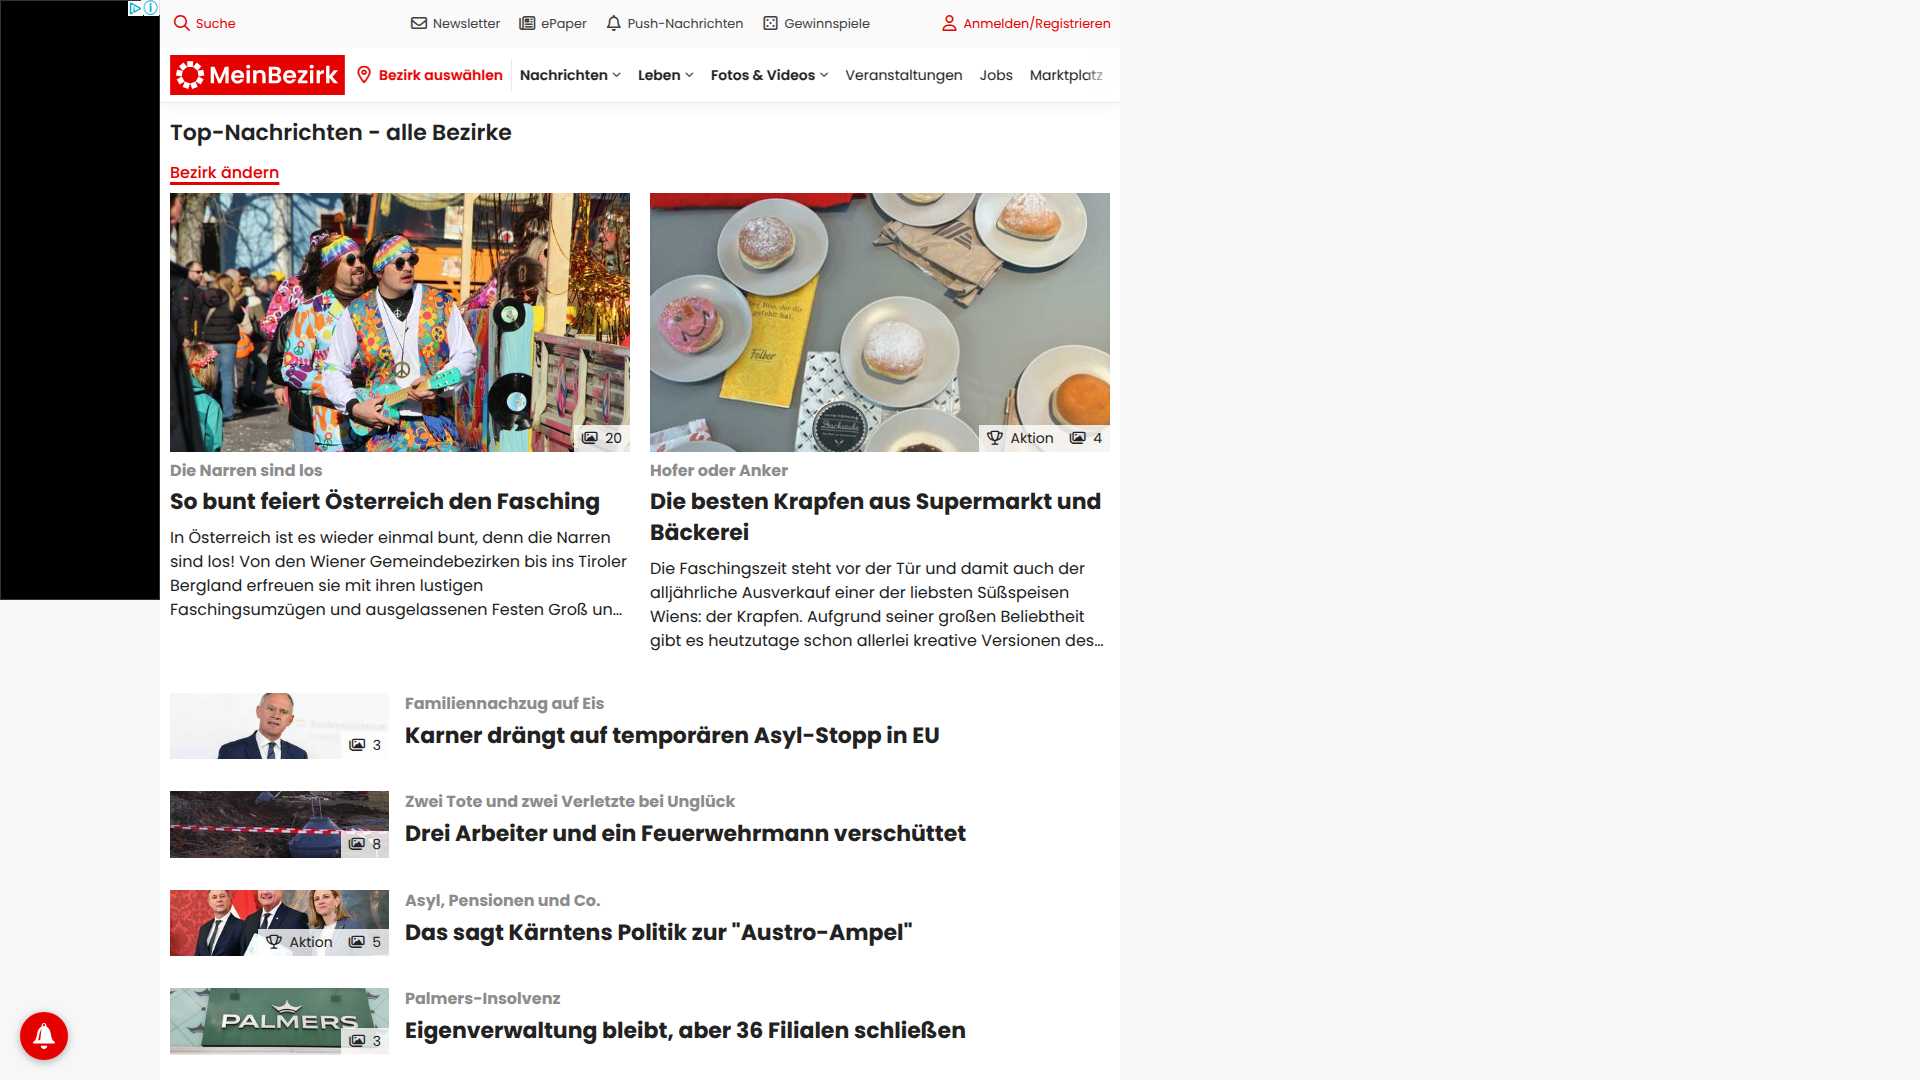 Suche
Newsletter
ePaper
Push-Nachrichten
Gewinnspiele
Anmelden/Registrieren
MeinBezirk
Bezirk auswählen
Nachrichten
Leben
Fotos & Videos
Veranstaltungen
Jobs
Marktplatz
Top-Nachrichten - alle Bezirke
Bezirk ändern
20
Felber
Aktion 4
Die Narren sind los
So bunt feiert Österreich den Fasching
In Österreich ist es wieder einmal bunt, denn die Narren
sind los! Von den Wiener Gemeindebezirken bis ins Tiroler
Bergland erfreuen sie mit ihren lustigen
Faschingsumzügen und ausgelassenen Festen Groß un...
Hofer oder Anker
Die besten Krapfen aus Supermarkt und
Bäckerei
Die Faschingszeit steht vor der Tür und damit auch der
alljährliche Ausverkauf einer der liebsten Süßspeisen
Wiens: der Krapfen. Aufgrund seiner großen Beliebtheit
gibt es heutzutage schon allerlei kreative Versionen des...
3
Familiennachzug auf Eis
Karner drängt auf temporären Asyl-Stopp in EU
8
Zwei Tote und zwei Verletzte bei Unglück
Drei Arbeiter und ein Feuerwehrmann verschüttet
Aktion 5
Asyl, Pensionen und Co.
Das sagt Kärntens Politik zur "Austro-Ampel"
PALMERS
3
Palmers-Insolvenz
Eigenverwaltung bleibt, aber 36 Filialen schließen